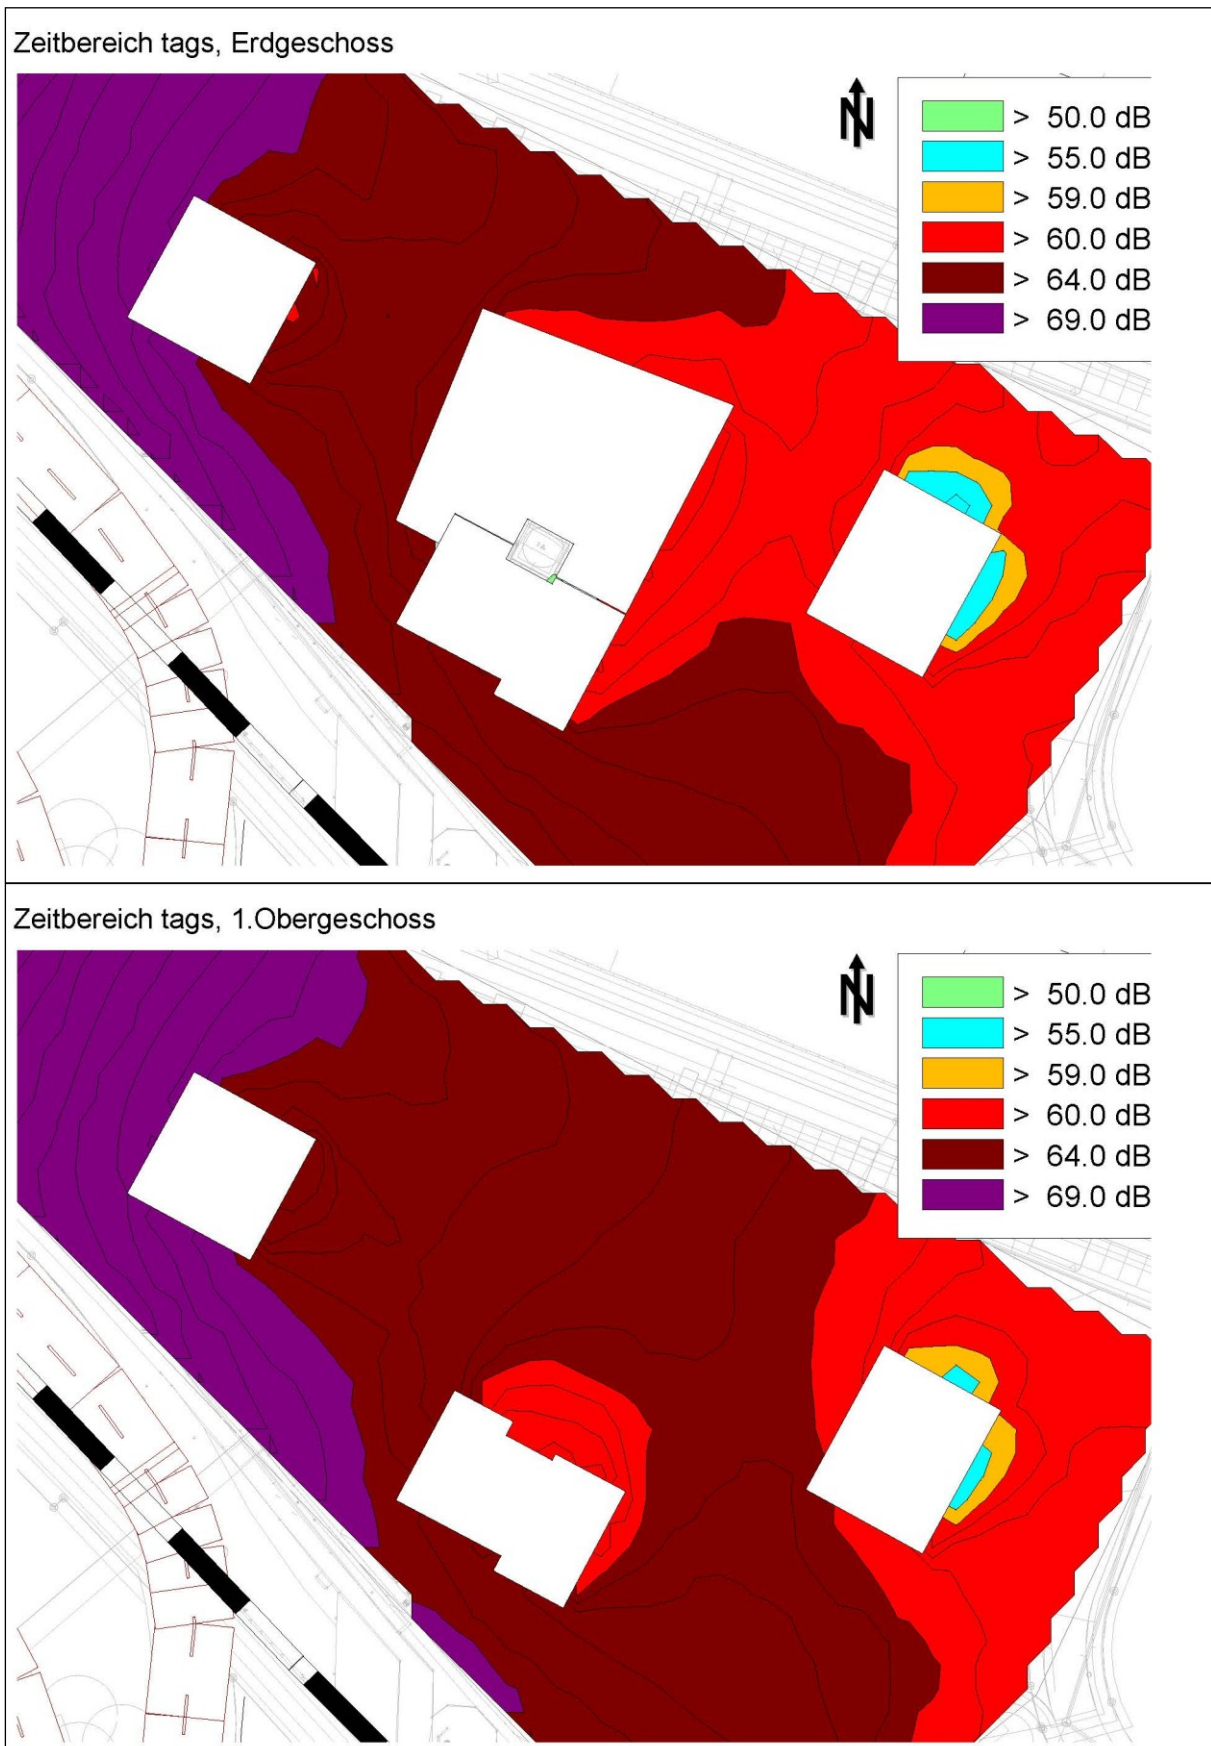 Zeitbereich tags, Erdgeschoss
N
> 50.0 dB
> 55.0 dB
> 59.0 dB
> 60.0 dB
> 64.0 dB
> 69.0 dB
Zeitbereich tags, 1.Obergeschoss
N
> 50.0 dB
> 55.0 dB
> 59.0 dB
> 60.0 dB
> 64.0 dB
> 69.0 dB